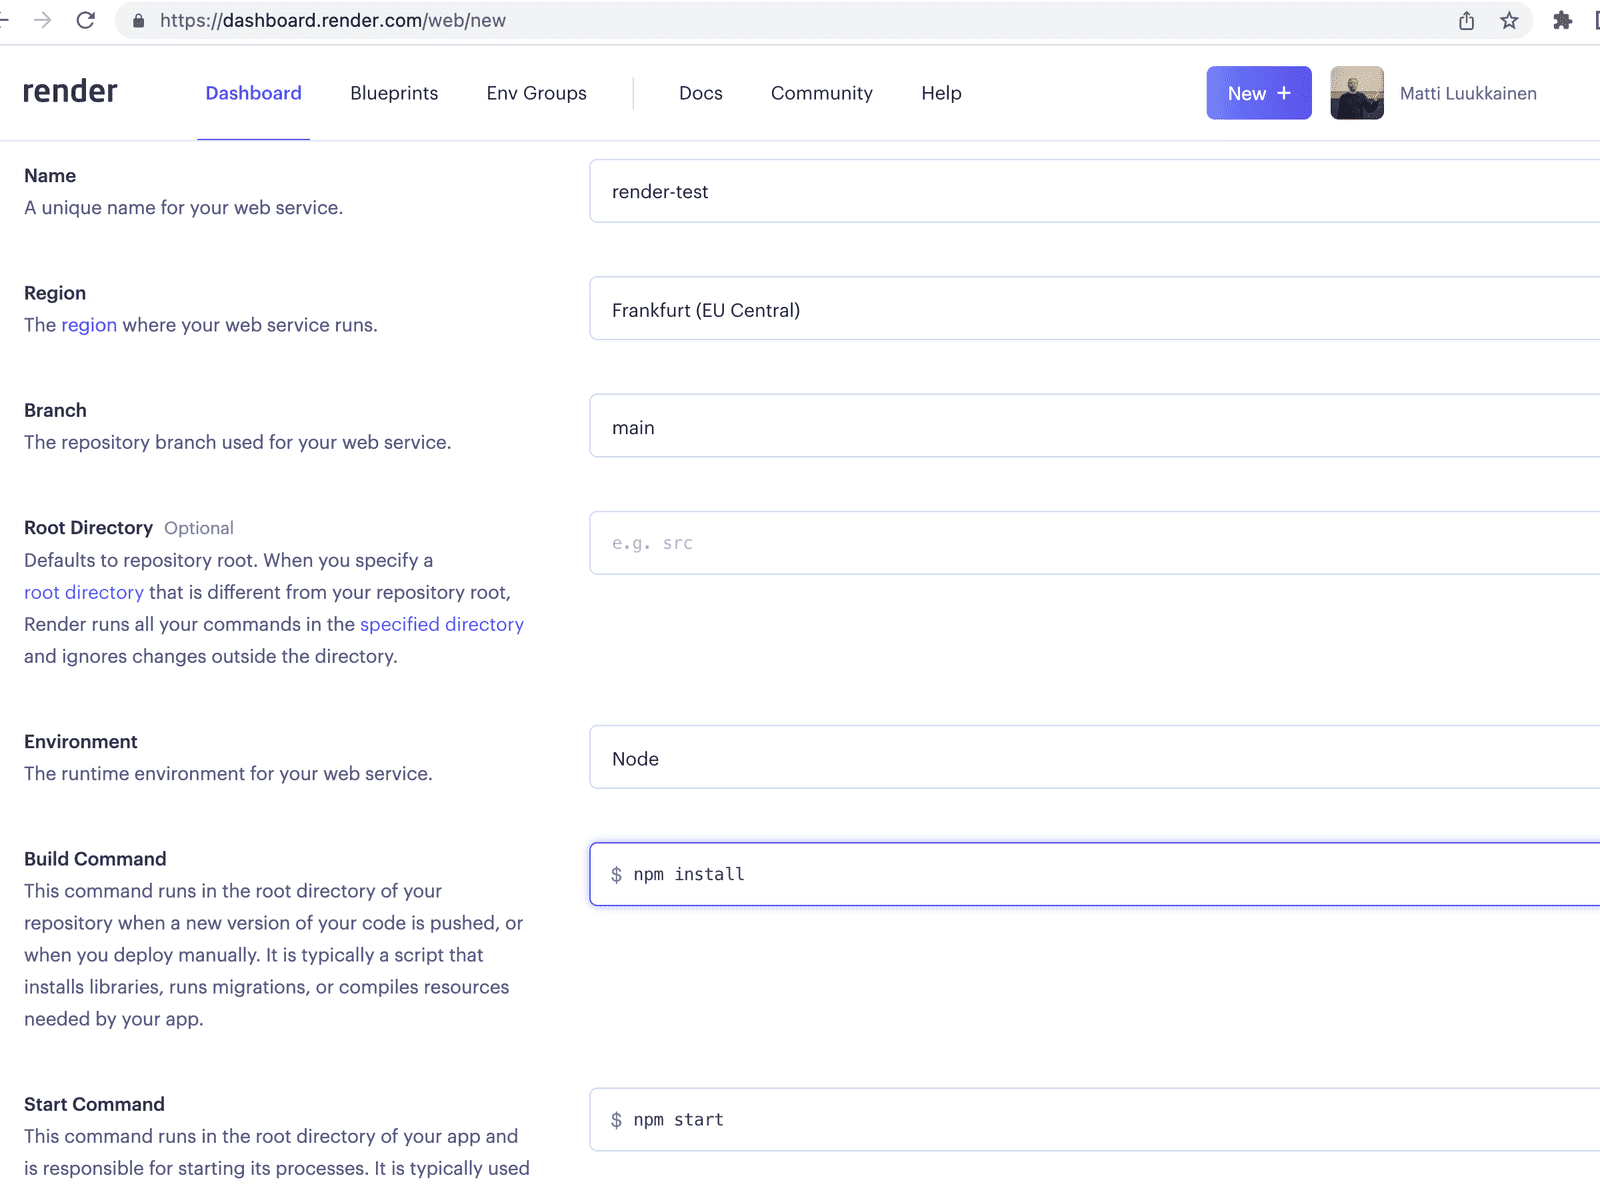 https://dashboard.render.com/web/new
render Dashboard Blueprints Env Groups Docs Community Help New + Matti Luukkainen
Name
A unique name for your web service.
render-test
Region
The region where your web service runs.
Frankfurt (EU Central)
Branch
The repository branch used for your web service.
main
Root Directory Optional
Defaults to repository root. When you specify a
root directory that is different from your repository root,
Render runs all your commands in the specified directory
and ignores changes outside the directory.
e.g. src
Environment
The runtime environment for your web service.
Node
Build Command
This command runs in the root directory of your
repository when a new version of your code is pushed, or
when you deploy manually. It is typically a script that
installs libraries, runs migrations, or compiles resources
needed by your app.
$ npm install
Start Command
This command runs in the root directory of your app and
is responsible for starting its processes. It is typically used
$ npm start